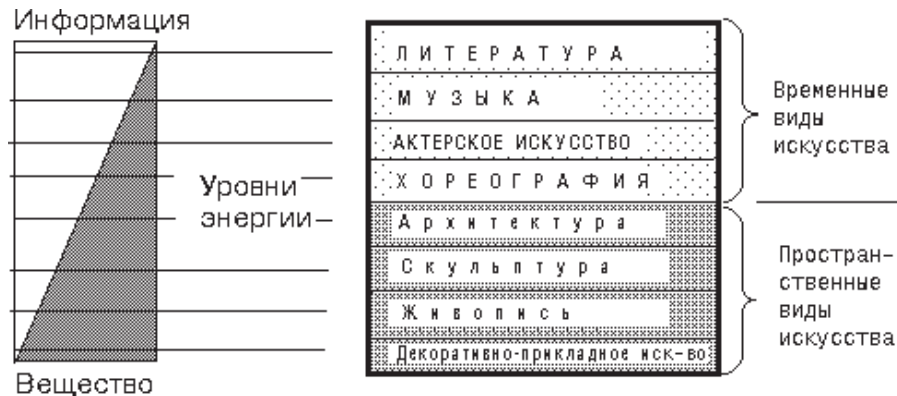 Информация
Уровни
энергии
Вещество
ЛИТЕРАТУРА
МУЗЫКА
АКТЕРСКОЕ ИСКУССТВО
ХОРЕОГРАФИЯ
Архитектура
Скульптура
Живопись
Декоративно-прикладное иск-во
Временные
виды
искусства
Простран-
ственные
виды
искусства